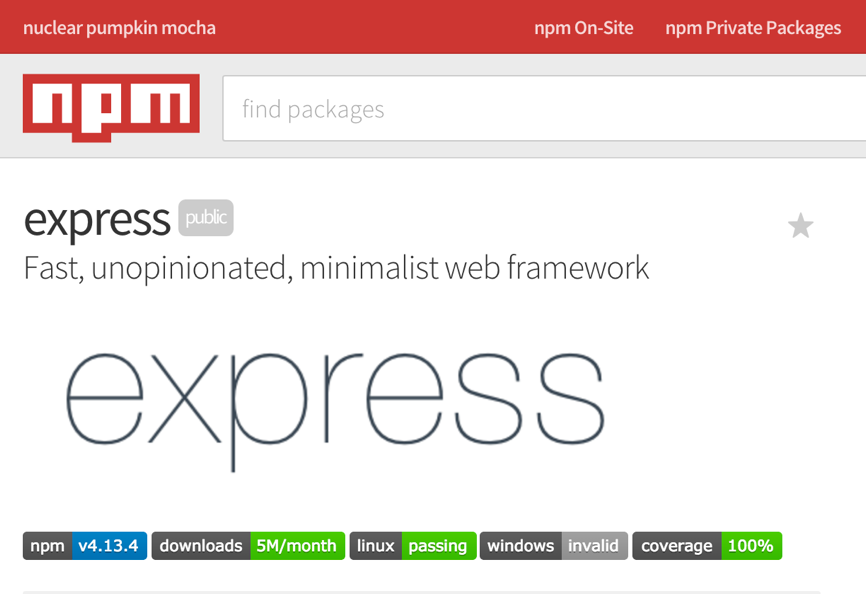 nuclear pumpkin mocha npm On-Site npm Private Packages
npm find packages
express public
Fast, unopinionated, minimalist web framework
express
npm v4.13.4 downloads 5M/month linux passing windows invalid coverage 100%